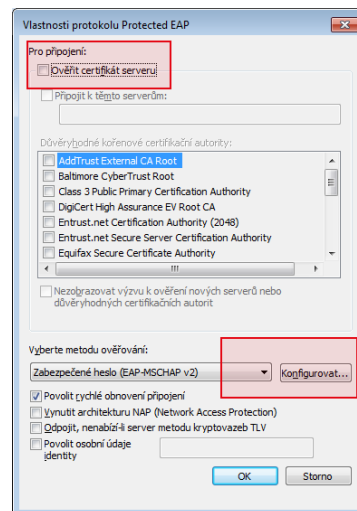 Vlastnosti protokolu Protected EAP
Pro připojení:
Ověřit certifikát serveru
Připojit k těmto serverům:
Důvěryhodné kořenové certifikační autority:
AddTrust External CA Root
Baltimore CyberTrust Root
Class 3 Public Primary Certification Authority
DigiCert High Assurance EV Root CA
Entrust.net Certification Authority (2048)
Entrust.net Secure Server Certification Authority
Equifax Secure Certificate Authority
Nezobrazovat výzvu k ověření nových serverů nebo
důvěryhodných certifikačních autorit
Vyberte metodu ověřování:
Zabezpečené heslo (EAP-MSCHAP v2) Konfigurovat...
Povolit rychlé obnovení připojení
Vynutit architekturu NAP (Network Access Protection)
Odpojit, nenabízí-li server metodu kryptovazeb TLV
Povolit osobní údaje
identity
OK Storno